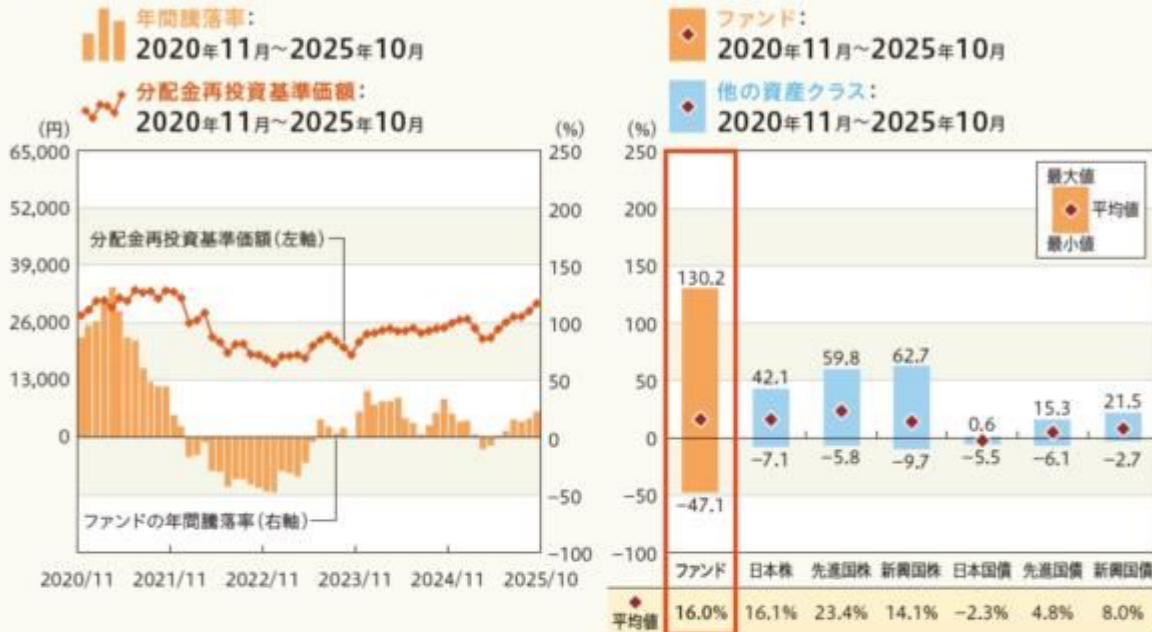 年間騰落率：
2020年11月～2025年10月
分配金再投資基準価額：
2020年11月～2025年10月
(円)
(%)
65,000
52,000
39,000
26,000
13,000
0
250
200
150
100
50
0
−50
−100
分配金再投資基準価額(左軸)
ファンドの年間騰落率(右軸)
2020/11 2021/11 2022/11 2023/11 2024/11 2025/10
ファンド：
2020年11月～2025年10月
他の資産クラス：
2020年11月～2025年10月
(%)
250
200
150
100
50
0
−50
−100
最大値
平均値
最小値
130.2
42.1
59.8
62.7
0.6
15.3
21.5
−47.1
−7.1
−5.8
−9.7
−5.5
−6.1
−2.7
ファンド 日本株 先進国株 新興国株 日本国債 先進国債 新興国債
平均値 16.0% 16.1% 23.4% 14.1% −2.3% 4.8% 8.0%